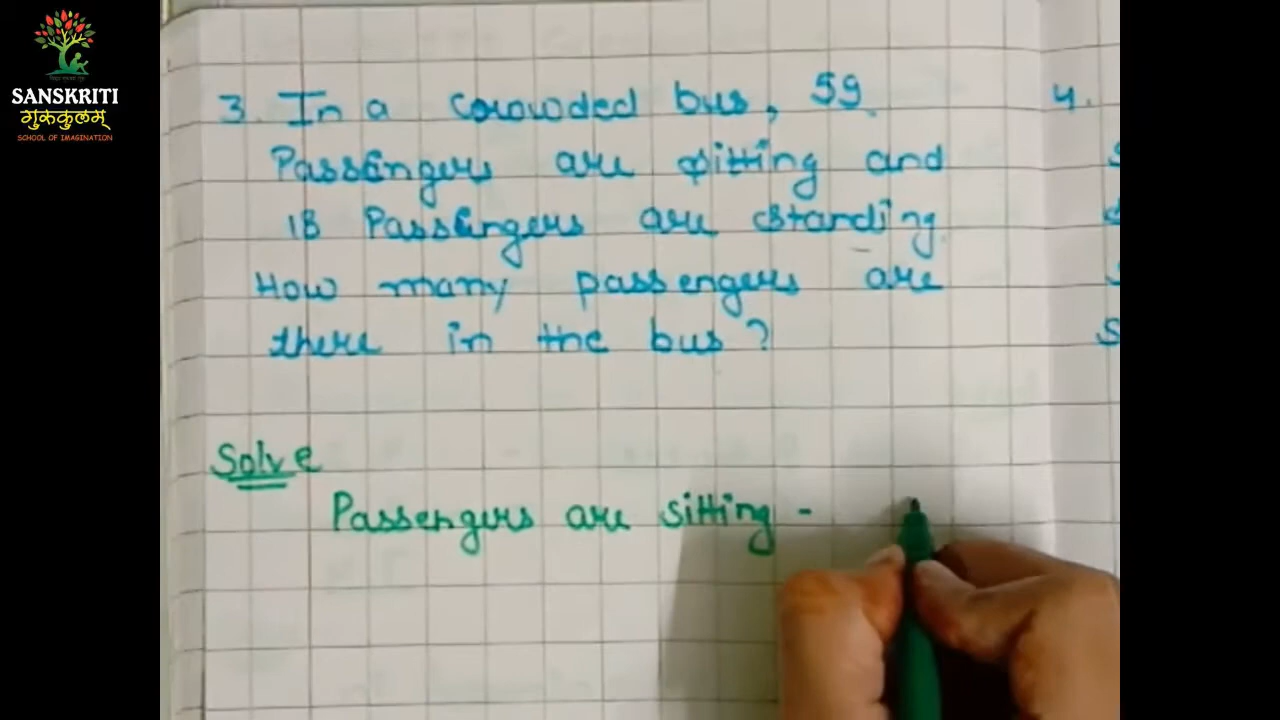 SANSKRITI
गुरुकुलम्
SCHOOL OF IMAGINATION
3. In a crowded bus, 59 4.
Passengers are sitting and
18 Passengers are standing
How many passengers are
there in the bus?
Solve
Passengers are sitting -